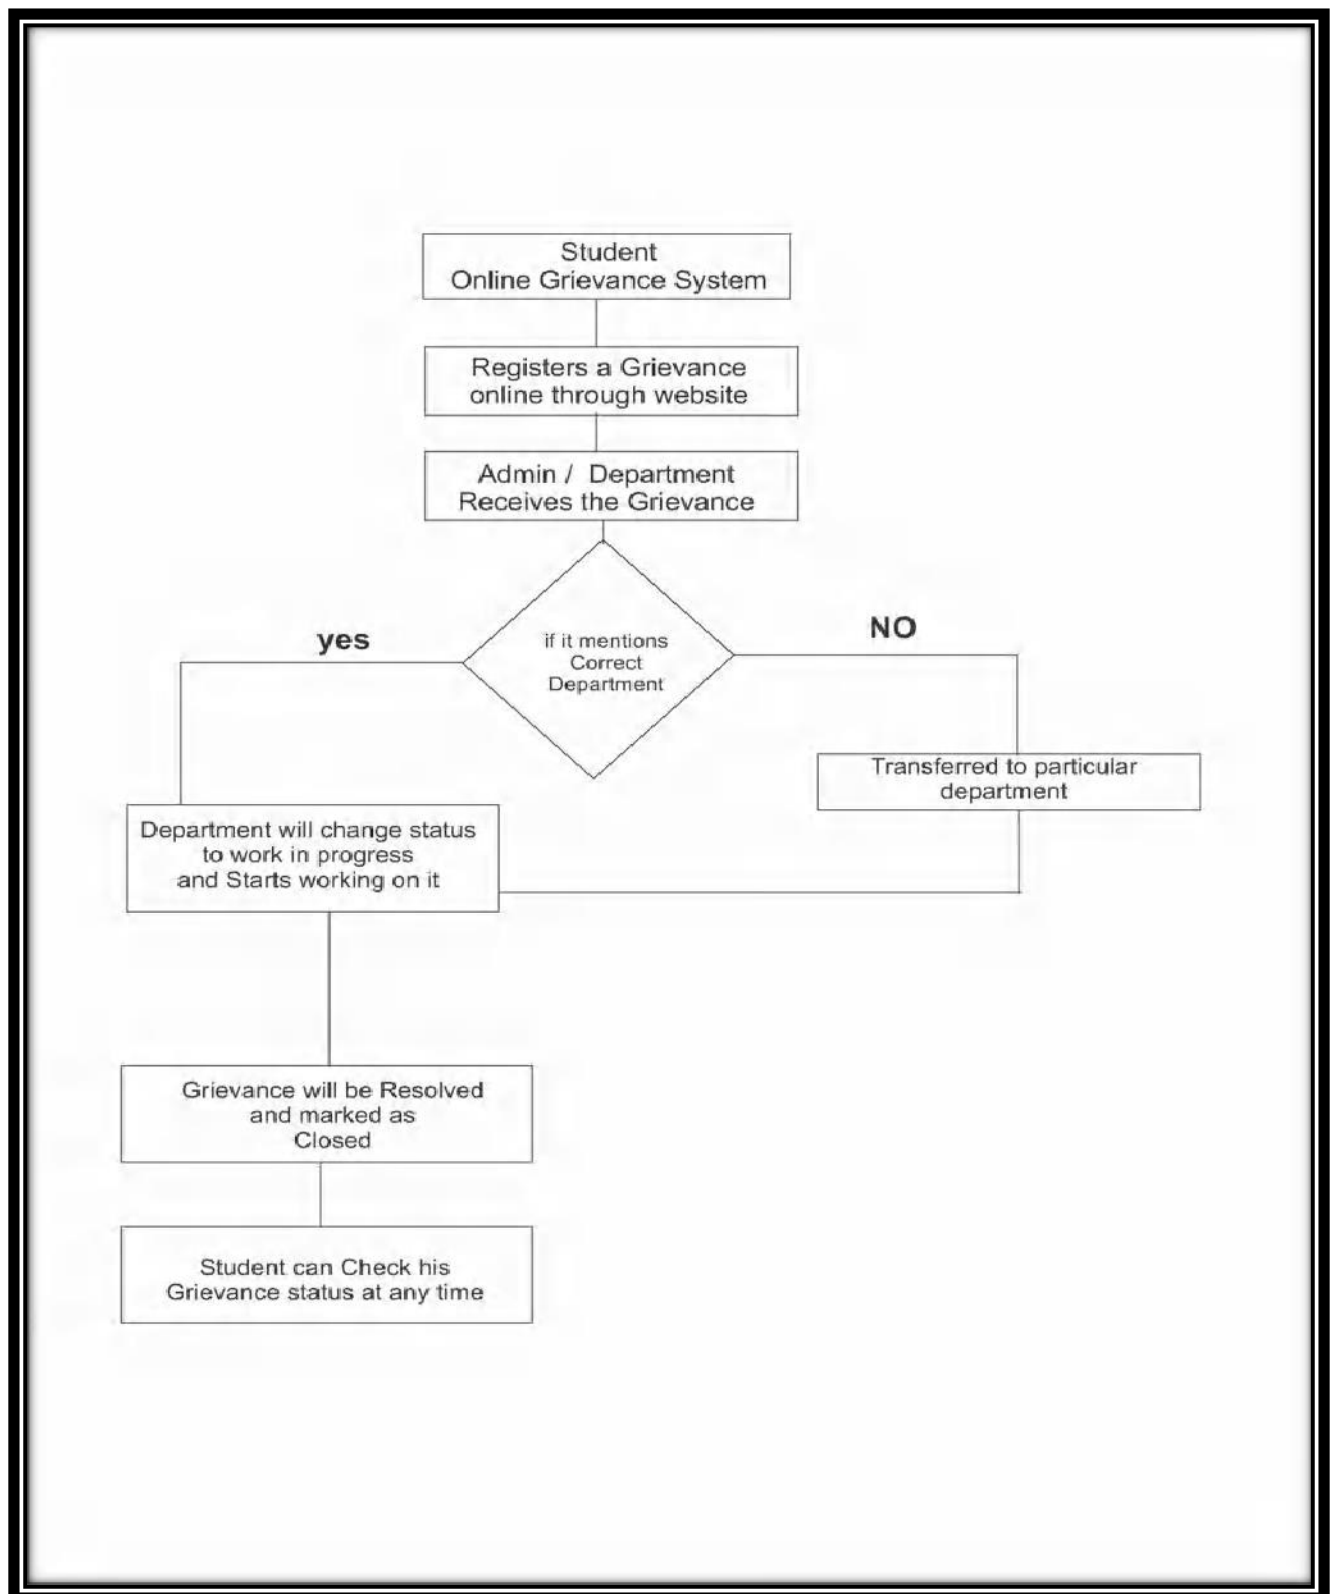 Student
Online Grievance System
Registers a Grievance
online through website
Admin / Department
Receives the Grievance
if it mentions
Correct
Department
yes
NO
Transferred to particular
department
Department will change status
to work in progress
and Starts working on it
Grievance will be Resolved
and marked as
Closed
Student can Check his
Grievance status at any time